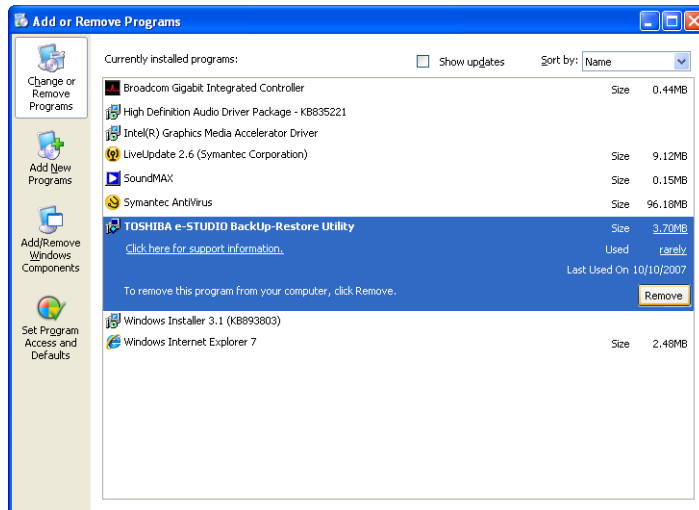 Add or Remove Programs
Change or
Remove
Programs
Add New
Programs
Add/Remove
Windows
Components
Set Program
Access and
Defaults
Currently installed programs:
Show updates
Sort by: Name
Broadcom Gigabit Integrated Controller Size 0.44MB
High Definition Audio Driver Package - KB835221
Intel(R) Graphics Media Accelerator Driver
LiveUpdate 2.6 (Symantec Corporation) Size 9.12MB
SoundMAX Size 0.15MB
Symantec AntiVirus Size 96.18MB
TOSHIBA e-STUDIO BackUp-Restore Utility Size 3.70MB
Click here for support information. Used rarely
Last Used On 10/10/2007
To remove this program from your computer, click Remove. Remove
Windows Installer 3.1 (KB893803)
Windows Internet Explorer 7 Size 2.48MB